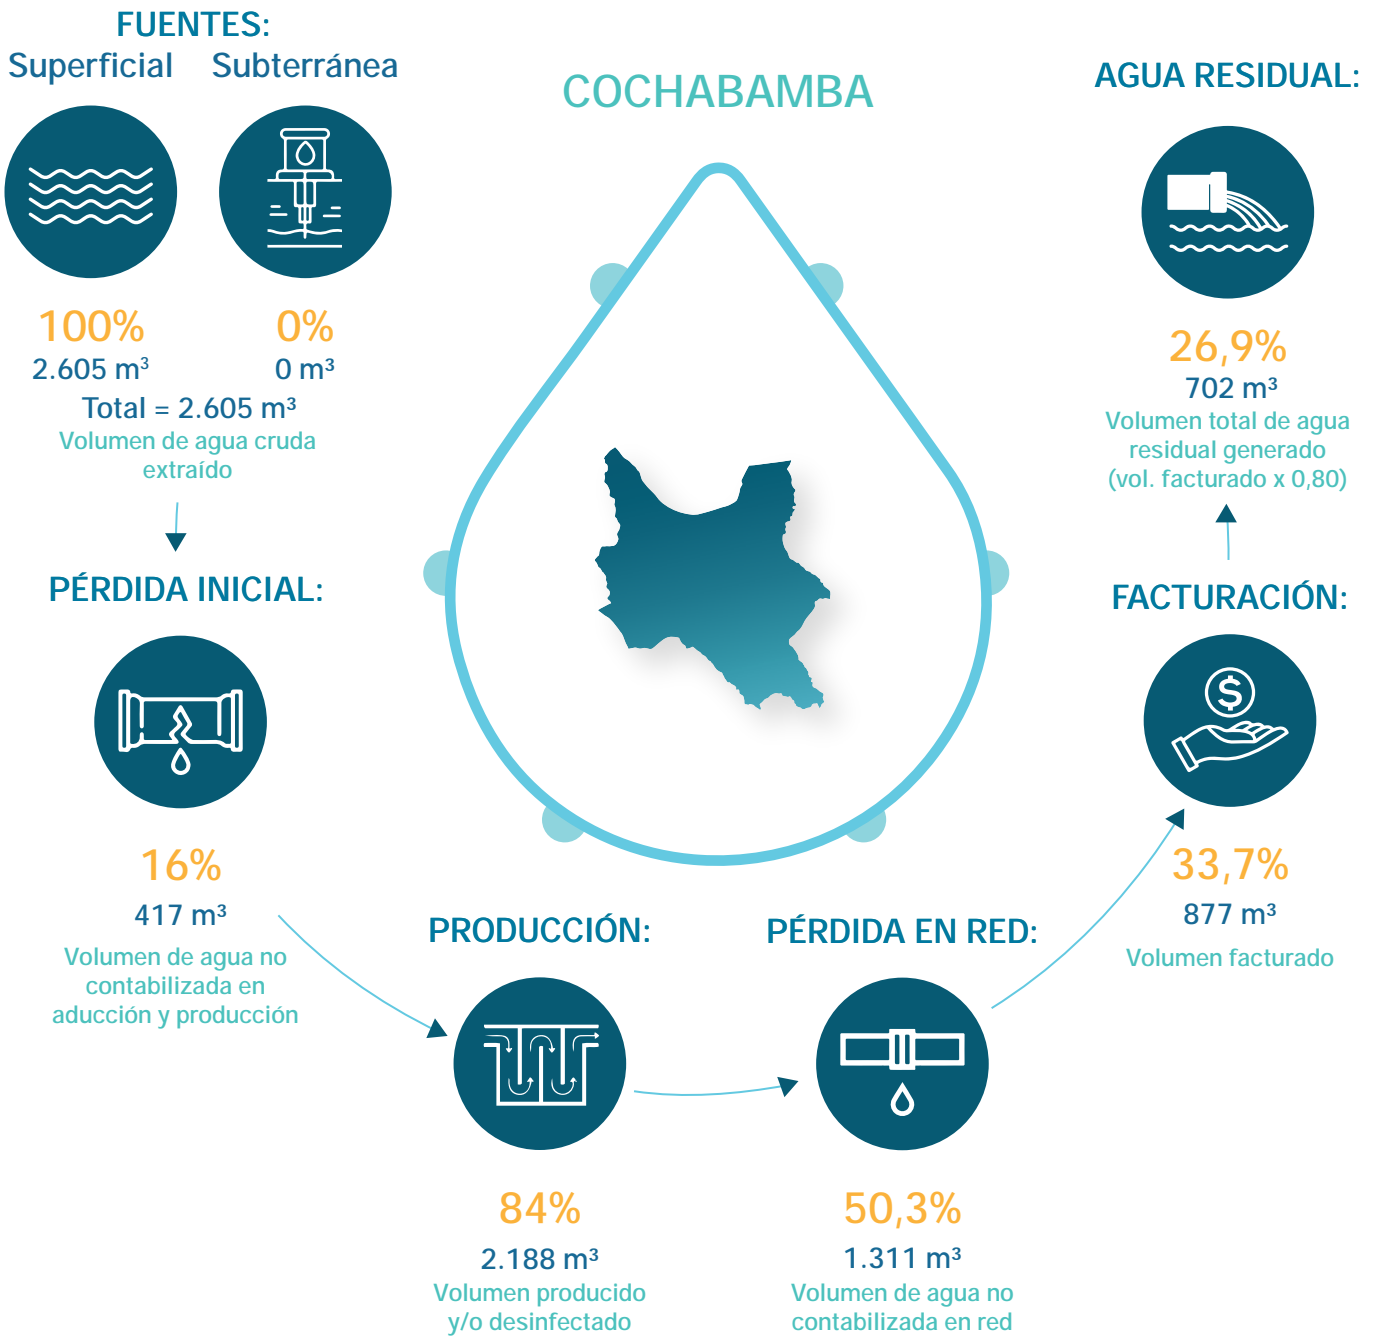 FUENTES:
Superficial
Subterránea
100%
2.605 m³
0%
0 m³
Total = 2.605 m³
Volumen de agua cruda
extraído
PÉRDIDA INICIAL:
16%
417 m³
Volumen de agua no
contabilizada en
aducción y producción
COCHABAMBA
PRODUCCIÓN:
84%
2.188 m³
Volumen producido
y/o desinfectado
PÉRDIDA EN RED:
50,3%
1.311 m³
Volumen de agua no
contabilizada en red
FACTURACIÓN:
$
33,7%
877 m³
Volumen facturado
AGUA RESIDUAL:
26,9%
702 m³
Volumen total de agua
residual generado
(vol. facturado x 0,80)